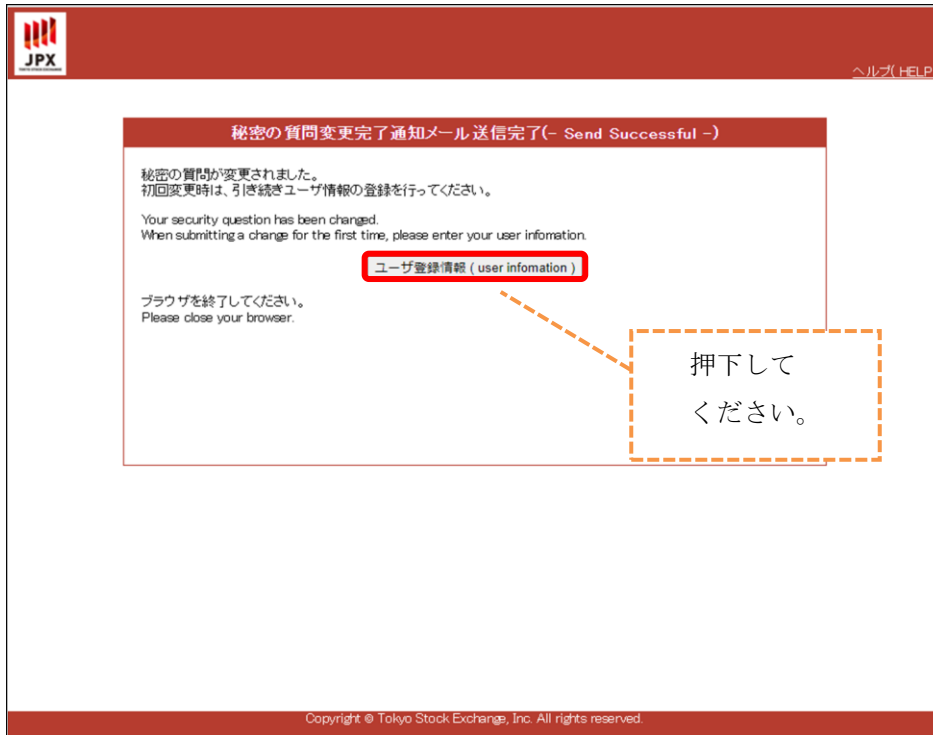 JPX
ヘルプ( HELP
秘密の質問変更完了通知メール送信完了(- Send Successful -)
秘密の質問が変更されました。
初回変更時は、引き続きユーザ情報の登録を行ってください。
Your security question has been changed.
When submitting a change for the first time, please enter your user infomation.
ユーザ登録情報 ( user infomation )
ブラウザを終了してください。
Please close your browser.
押下して
ください。
Copyright © Tokyo Stock Exchange, Inc. All rights reserved.